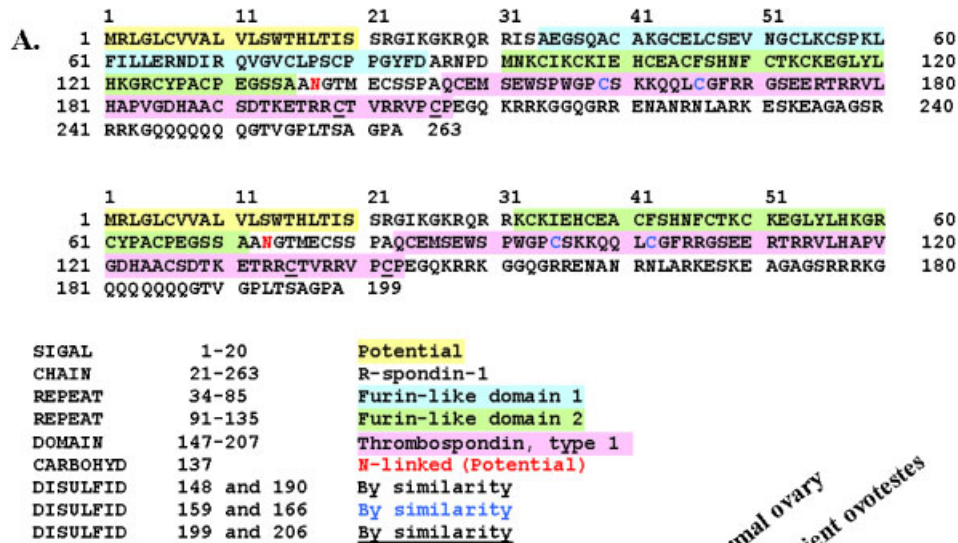 1 11 21 31 41 51
A. 1 MRLGLCVVAL VLSWTHLTIS SRGIKGKRQR RISAEGSQAC AKGCELCSEV NGCLKCSPKL 60
61 FILLERNDIR QVGVCLPSCP PGYFDARNPD MNKCIKCKIE HCEACFSHNF CTKCKEGLYL 120
121 HKGRCYPACP EGSSAANGTM ECSSPAQCEM SEWSPWGPCS KKQQLCGFRR GSEERTRRVL 180
181 HAPVGDHAAC SDTKETRRCT VRRVPCPEGQ KRRKGGQGRR ENANRNLARK ESKEAGAGSR 240
241 RRKGQQQQQQ QGTVGPLTSA GPA 263
1 11 21 31 41 51
1 MRLGLCVVAL VLSWTHLTIS SRGIKGKRQR RKCKIEHCEA CFSHNFCTKC KEGLYLHKGR 60
61 CYPACPEGSS AANGTMECSS PAQCEMSEWS PWGPCSKKQQ LCGFRRGSEE RTRRVLHAPV 120
121 GDHAACSDTK ETRRCTVRRV PCPEGQKRRK GGQGRRENAN RNLARKESKE AGAGSRRRKG 180
181 QQQQQQQGTV GPLTSAGPA 199
SIGAL 1-20 Potential
CHAIN 21-263 R-spondin-1
REPEAT 34-85 Furin-like domain 1
REPEAT 91-135 Furin-like domain 2
DOMAIN 147-207 Thrombospondin, type 1
CARBOHYD 137 N-linked (Potential)
DISULFID 148 and 190 By similarity
DISULFID 159 and 166 By similarity
DISULFID 199 and 206 By similarity
ovary
ovotestes